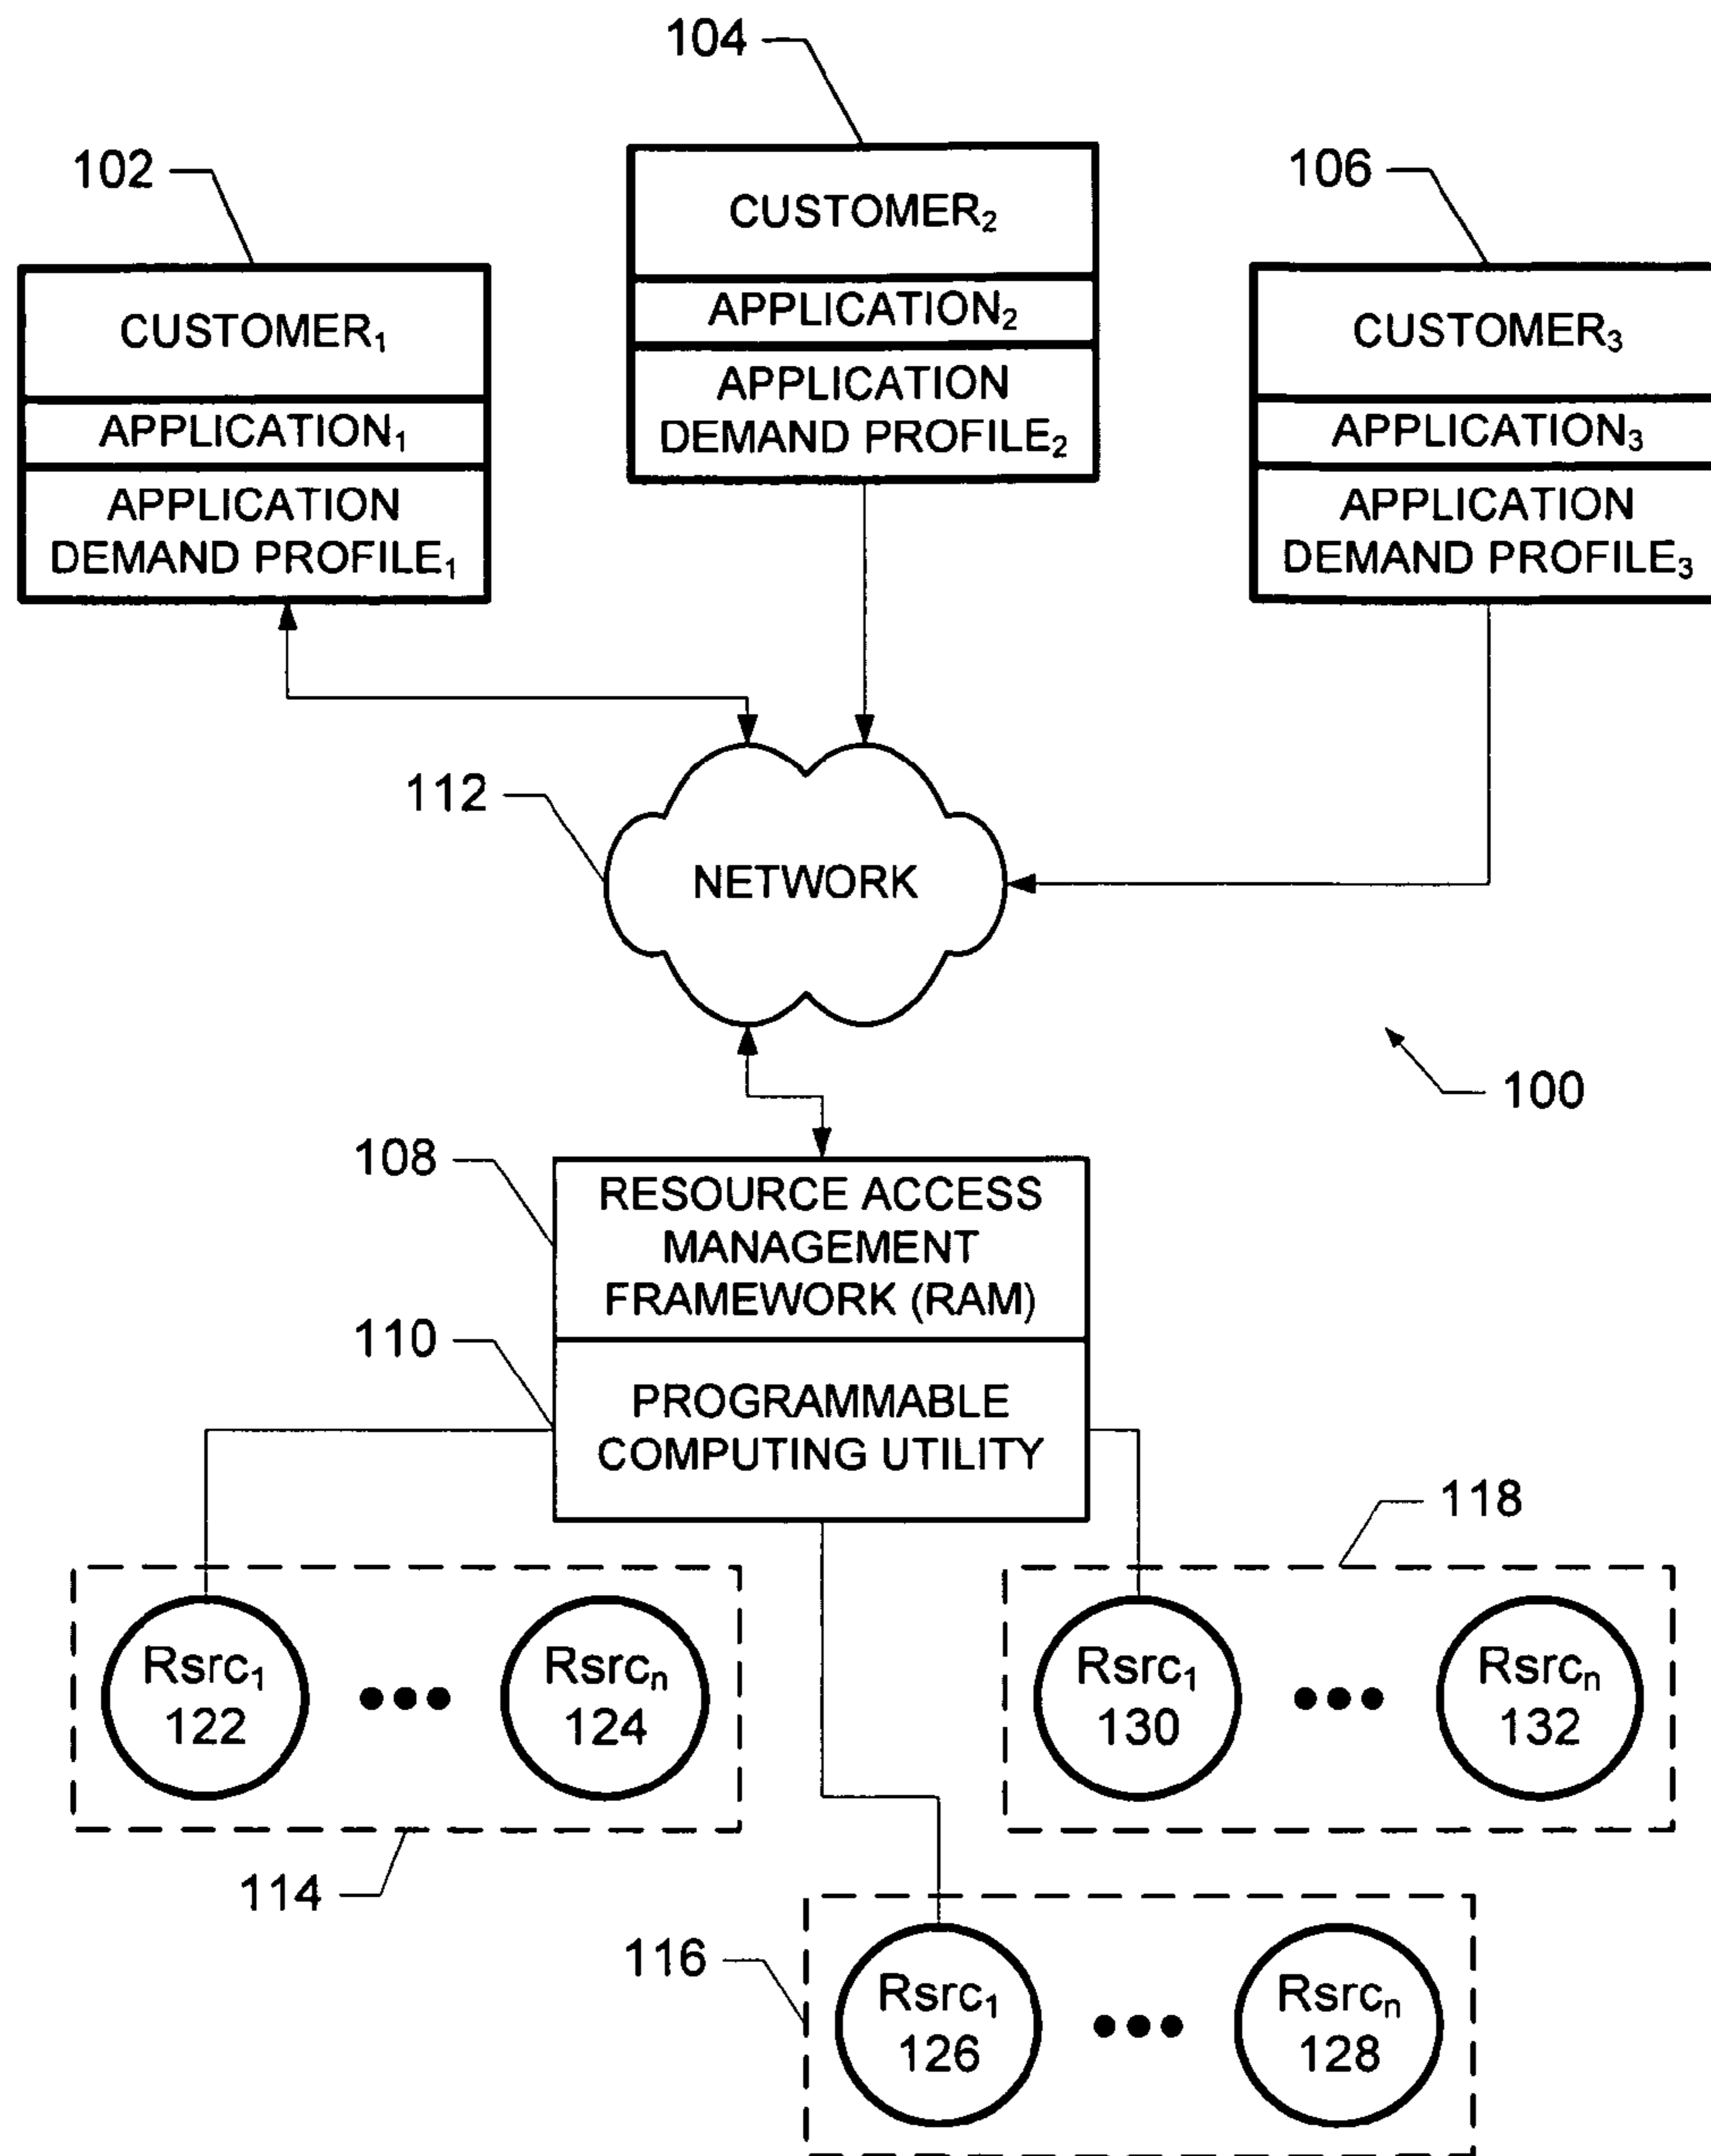 104
102
106
CUSTOMER₂
APPLICATION₂
APPLICATION
DEMAND PROFILE₂
CUSTOMER₁
APPLICATION₁
APPLICATION
DEMAND PROFILE₁
CUSTOMER₃
APPLICATION₃
APPLICATION
DEMAND PROFILE₃
112
NETWORK
100
108
RESOURCE ACCESS
MANAGEMENT
FRAMEWORK (RAM)
110
PROGRAMMABLE
COMPUTING UTILITY
118
Rsrc₁
122
Rsrcₙ
124
Rsrc₁
130
Rsrcₙ
132
114
116
Rsrc₁
126
Rsrcₙ
128